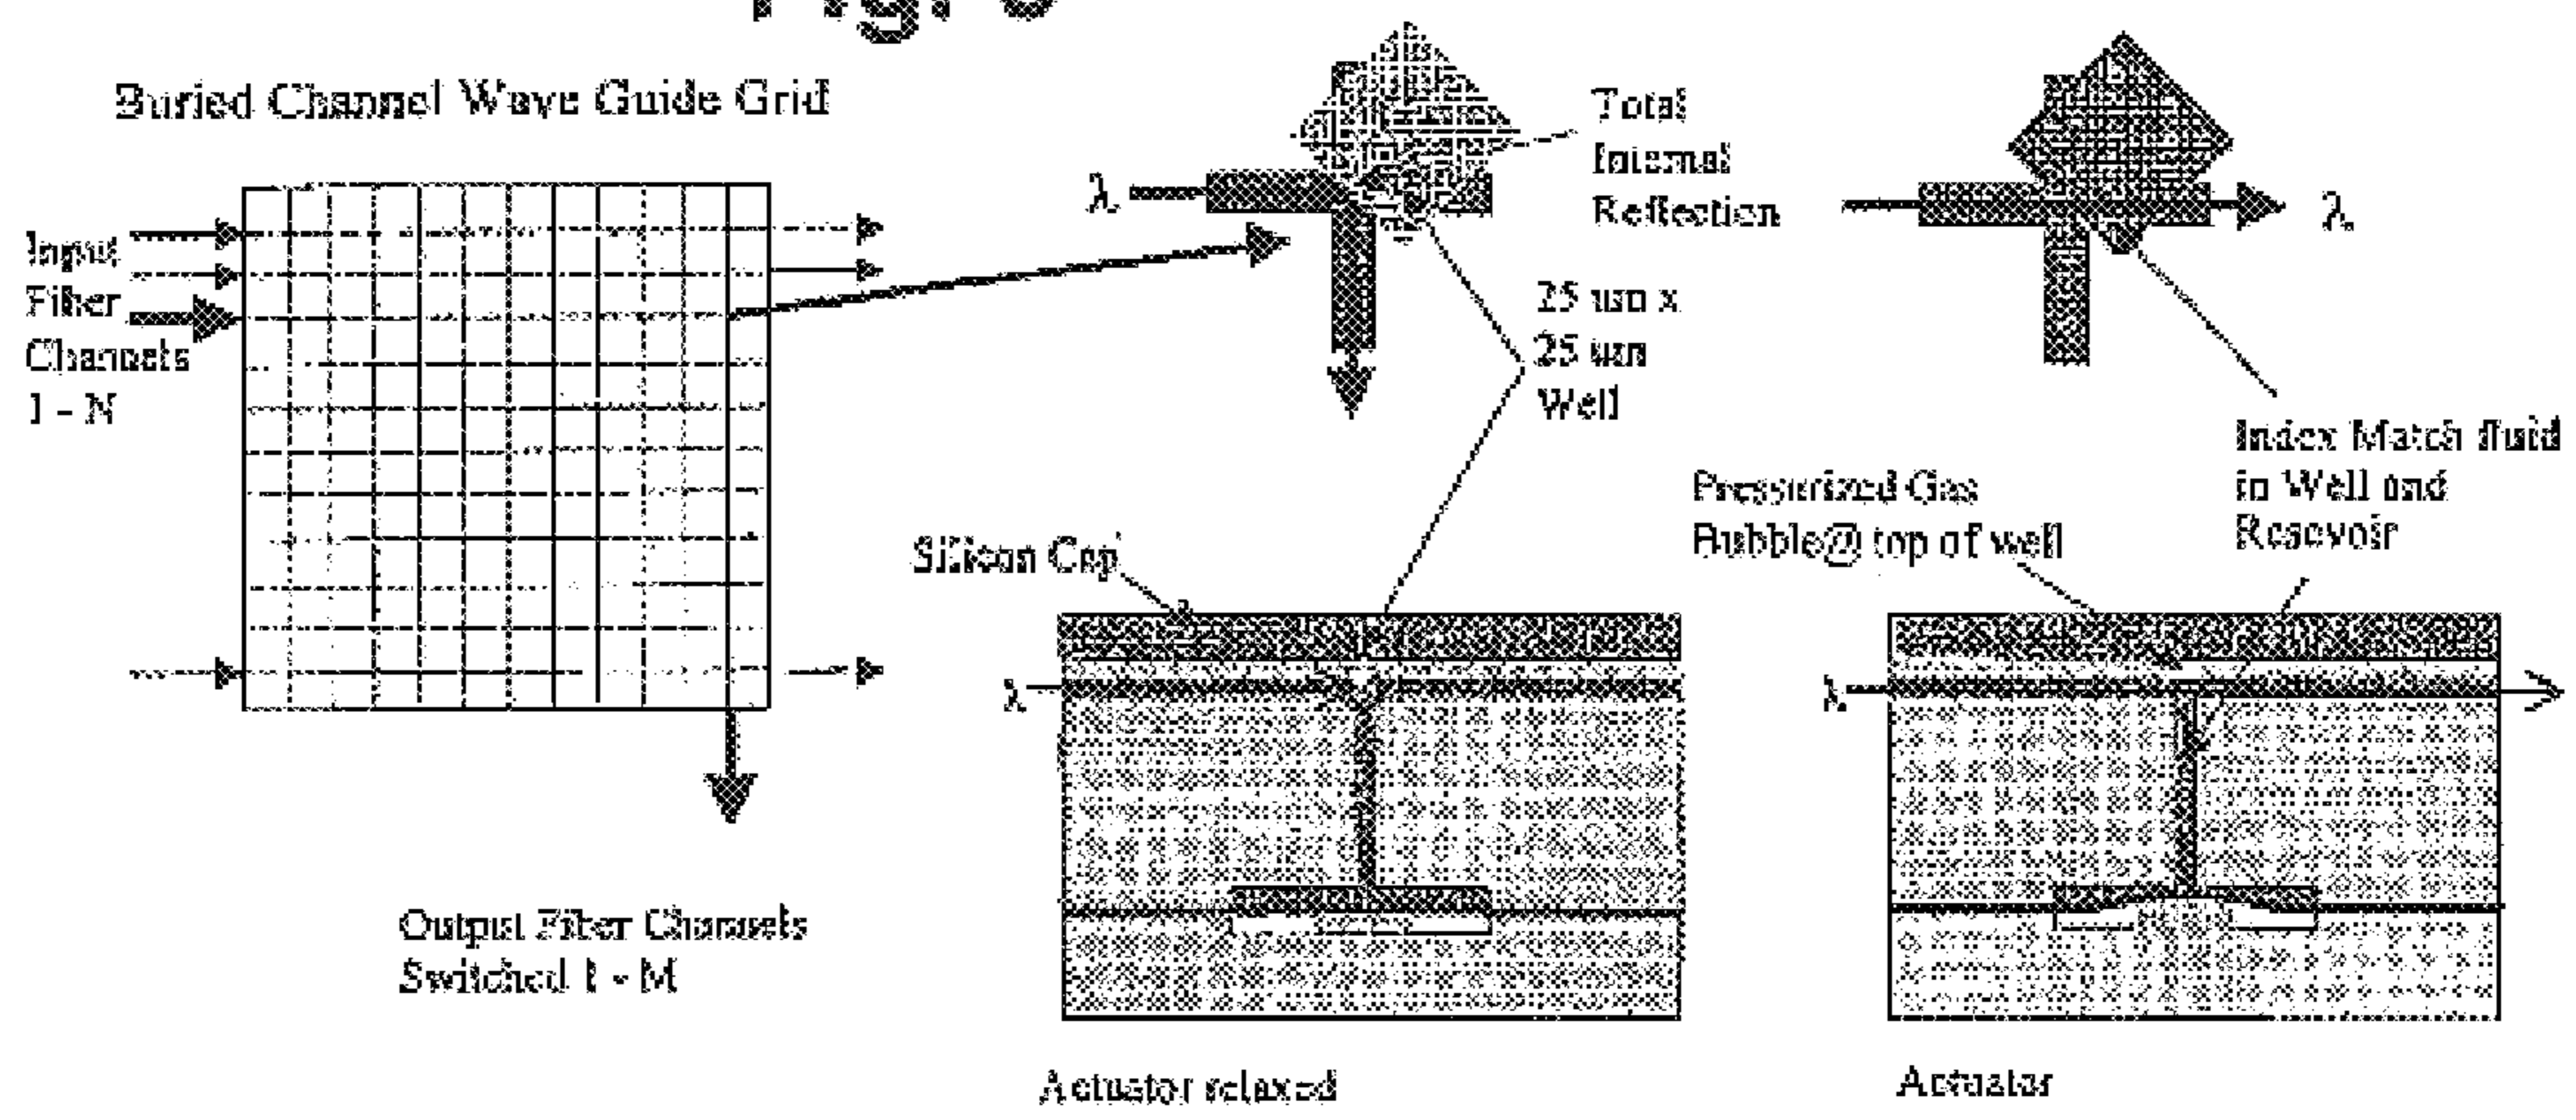 Buried Channel Wave Guide Grid
Input
Fiber
Channels
1 - N
Output Fiber Channels
Switched 1 - M
λ
Total
Internal
Reflection
25 um x
25 um
Well
λ
Index Match fluid
in Well and
Resevoir
Silicon Cap
Pressurized Gas
Bubble@ top of well
λ
λ
Actuator relaxed
Actuator